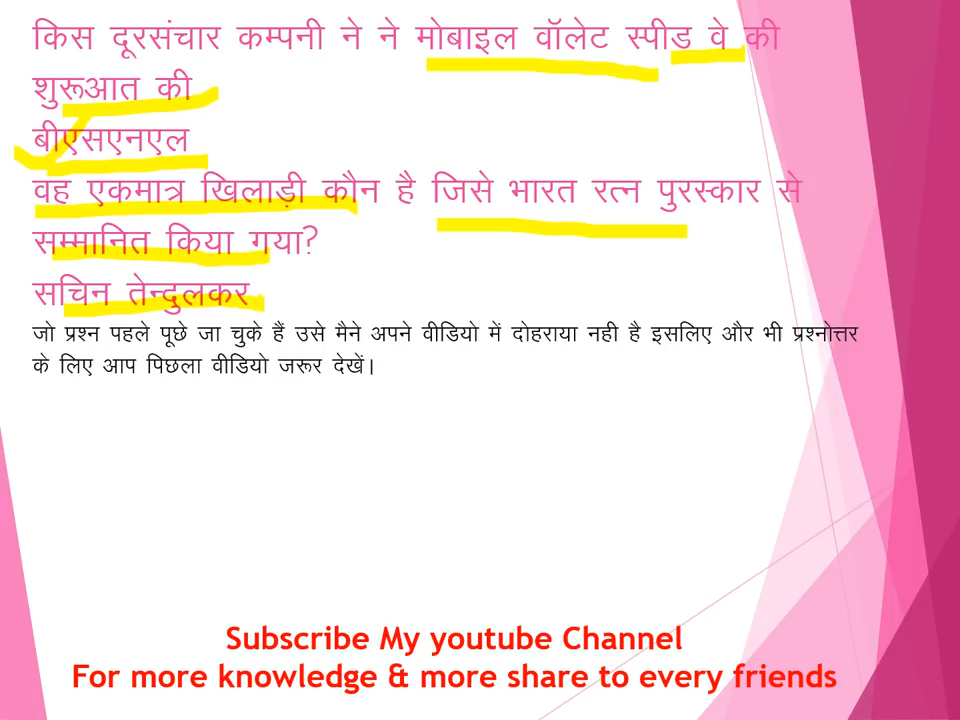 किस दूरसंचार कम्पनी ने ने मोबाइल वॉलेट स्पीड वे की
शुरूआत की
बीएसएनएल
वह एकमात्र खिलाड़ी कौन है जिसे भारत रत्न पुरस्कार से
सम्मानित किया गया?
सचिन तेन्दुलकर
जो प्रश्न पहले पूछे जा चुके हैं उसे मैने अपने वीडियो में दोहराया नही है इसलिए और भी प्रश्नोत्तर
के लिए आप पिछला वीडियो जरूर देखें।
Subscribe My youtube Channel
For more knowledge & more share to every friends